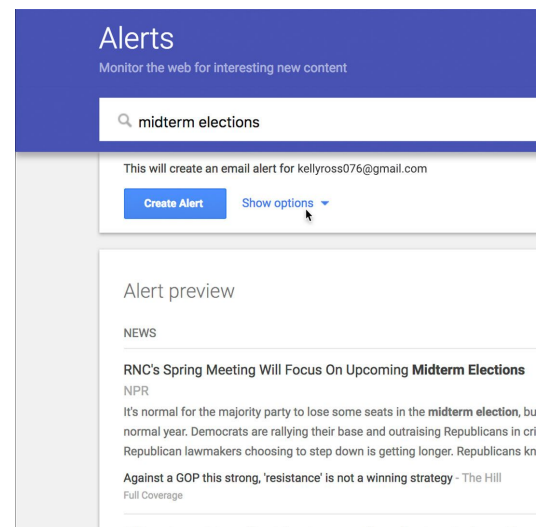 Alerts
Monitor the web for interesting new content
midterm elections
This will create an email alert for kellyross076@gmail.com
Create Alert
Show options
Alert preview
NEWS
RNC's Spring Meeting Will Focus On Upcoming Midterm Elections
NPR
It's normal for the majority party to lose some seats in the midterm election, bu
normal year. Democrats are rallying their base and outraising Republicans in cri
Republican lawmakers choosing to step down is getting longer. Republicans kn
Against a GOP this strong, 'resistance' is not a winning strategy - The Hill
Full Coverage